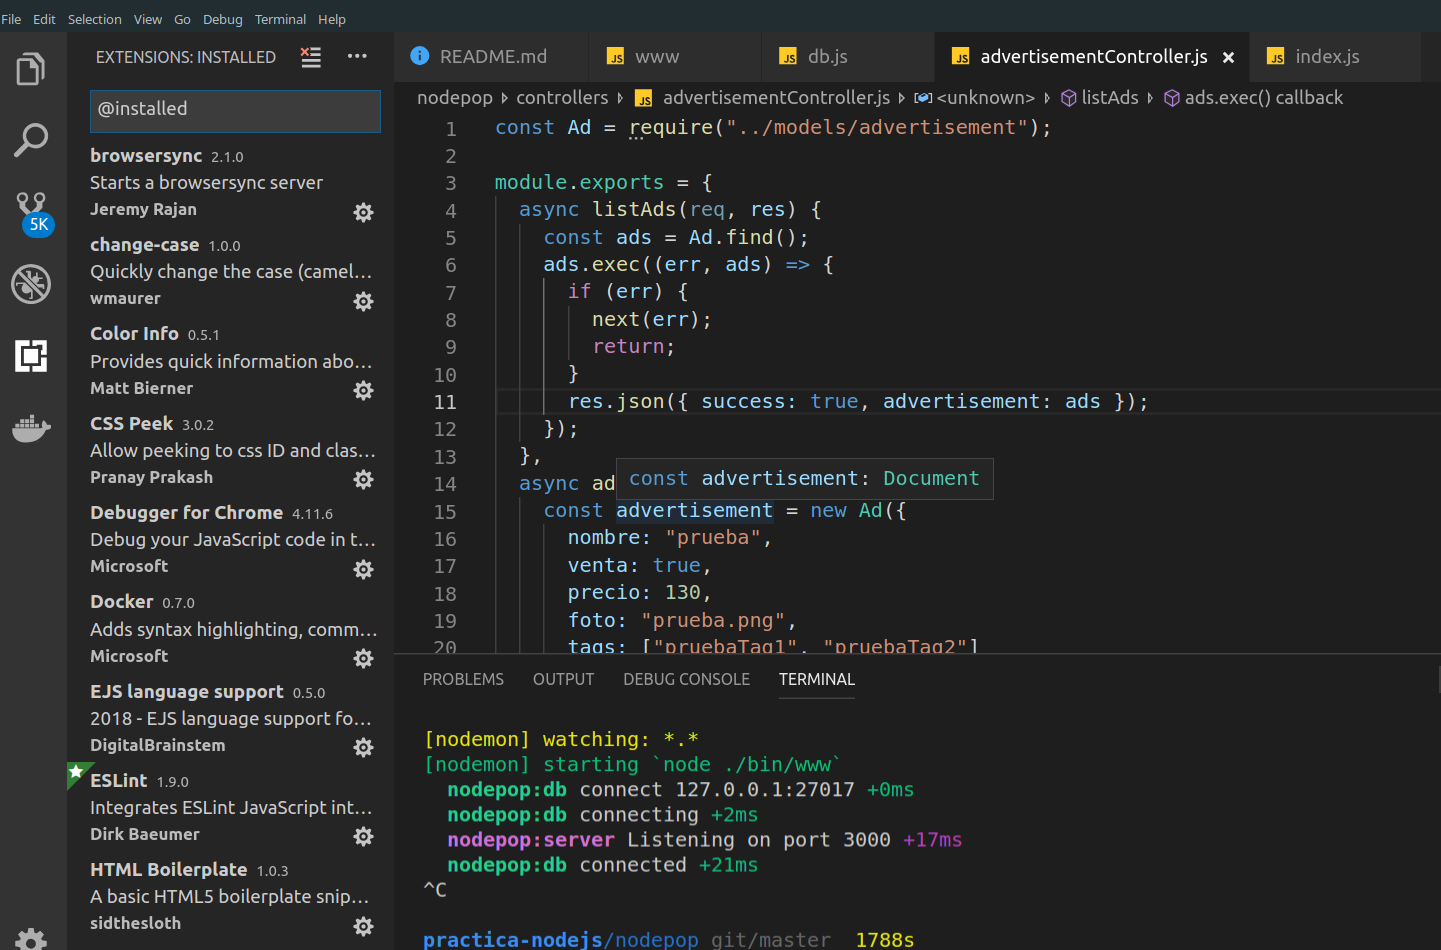 File Edit Selection View Go Debug Terminal Help
EXTENSIONS: INSTALLED
@installed
browsersync 2.1.0
Starts a browsersync server
Jeremy Rajan
change-case 1.0.0
Quickly change the case (camel...
wmaurer
Color Info 0.5.1
Provides quick information abo...
Matt Bierner
CSS Peek 3.0.2
Allow peeking to css ID and clas...
Pranay Prakash
Debugger for Chrome 4.11.6
Debug your JavaScript code in t...
Microsoft
Docker 0.7.0
Adds syntax highlighting, comm...
Microsoft
EJS language support 0.5.0
2018 - EJS language support fo...
DigitalBrainstem
ESLint 1.9.0
Integrates ESLint JavaScript int...
Dirk Baeumer
HTML Boilerplate 1.0.3
A basic HTML5 boilerplate snip...
sidthesloth
5K
README.md JS www JS db.js JS advertisementController.js × JS index.js
nodepop › controllers › JS advertisementController.js › <unknown> › listAds › ads.exec() callback
1 const Ad = require("../models/advertisement");
2
3 module.exports = {
4 async listAds(req, res) {
5 const ads = Ad.find();
6 ads.exec((err, ads) => {
7 if (err) {
8 next(err);
9 return;
10 }
11 res.json({ success: true, advertisement: ads });
12 });
13 },
14 async ad
const advertisement: Document
15 const advertisement = new Ad({
16 nombre: "prueba",
17 venta: true,
18 precio: 130,
19 foto: "prueba.png",
20 tags: ["pruebaTag1", "pruebaTag2"]
PROBLEMS OUTPUT DEBUG CONSOLE TERMINAL
[nodemon] watching: *.*
[nodemon] starting `node ./bin/www`
nodepop:db connect 127.0.0.1:27017 +0ms
nodepop:db connecting +2ms
nodepop:server Listening on port 3000 +17ms
nodepop:db connected +21ms
^C
practica-nodejs/nodepop git/master 1788s